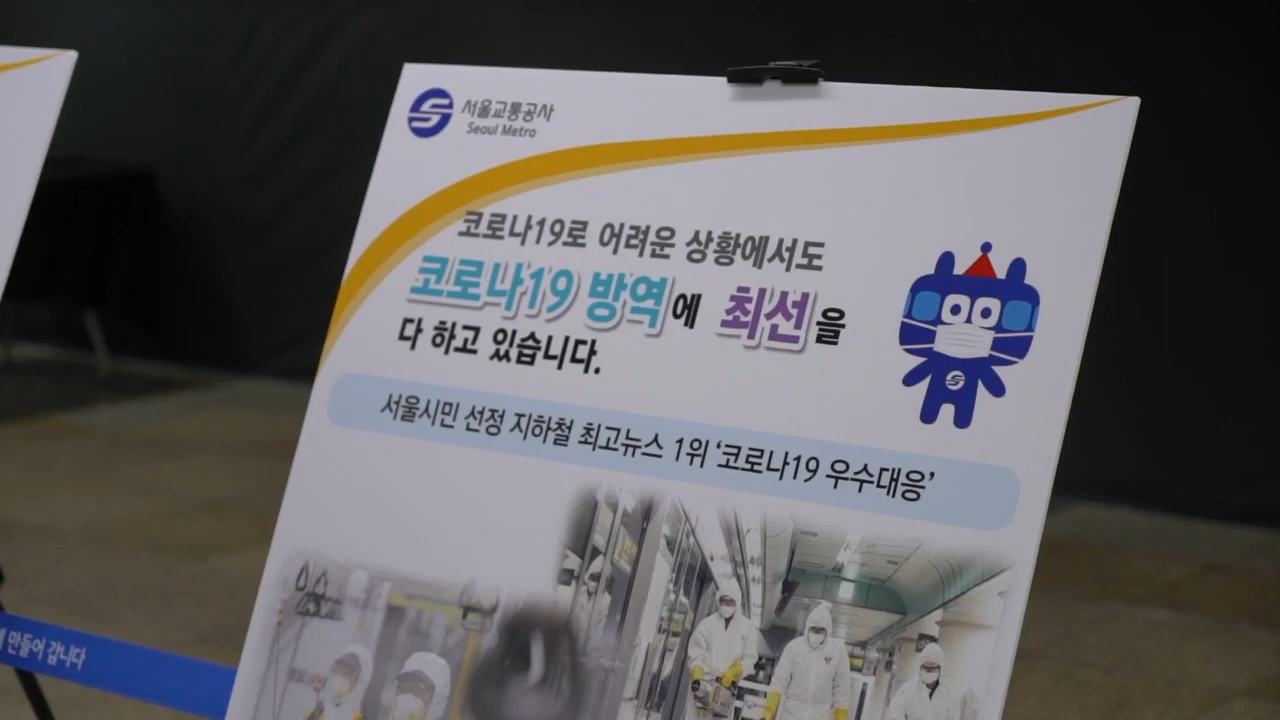 서울교통공사
Seoul Metro
코로나19로 어려운 상황에서도
코로나19 방역에 최선을
다 하고 있습니다.
서울시민 선정 지하철 최고뉴스 1위 ‘코로나19 우수대응’
만들어 갑니다